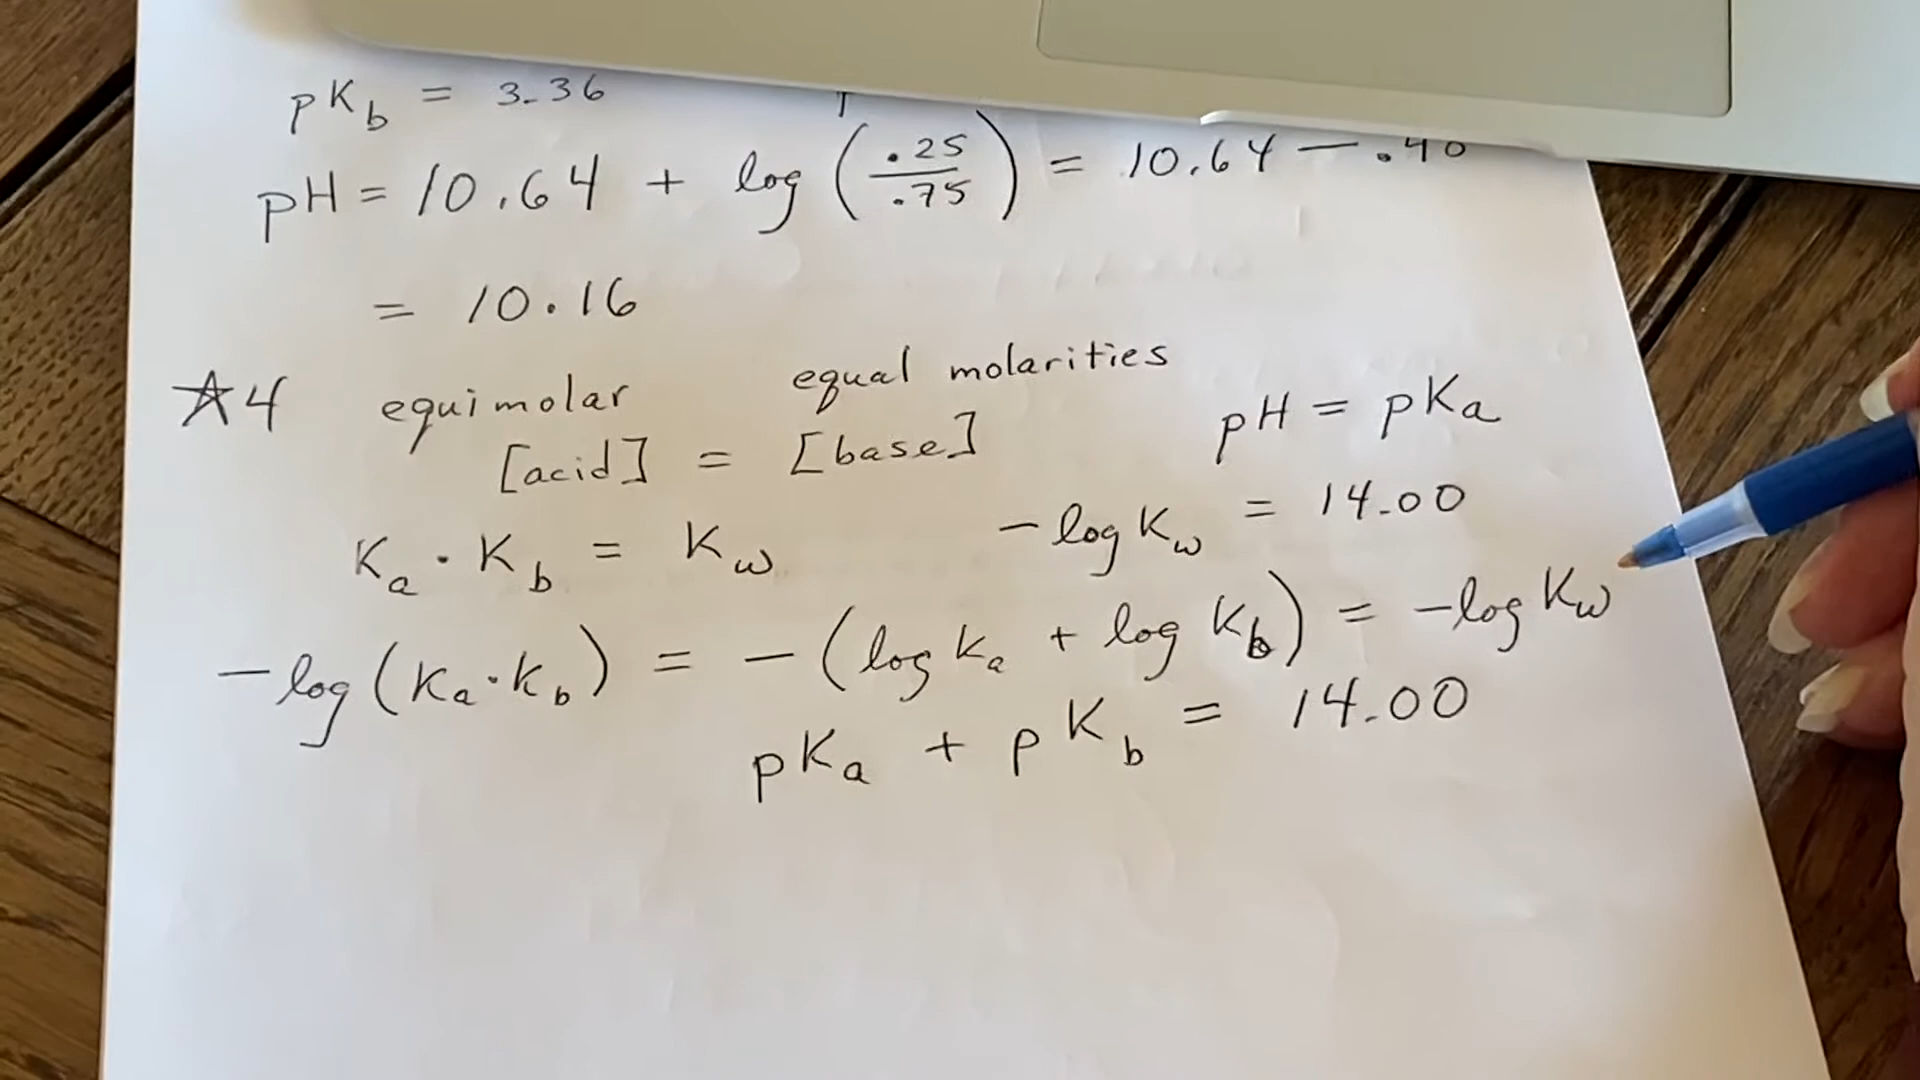 pKb = 3.36
pH = 10.64 + log (.25/.75) = 10.64 - .48
= 10.16
☆4 equimolar equal molarities
[acid] = [base] pH = pKa
Ka · Kb = Kw -log Kw = 14.00
-log (Ka·Kb) = -(log Ka + log Kb) = -log Kw
pKa + pKb = 14.00